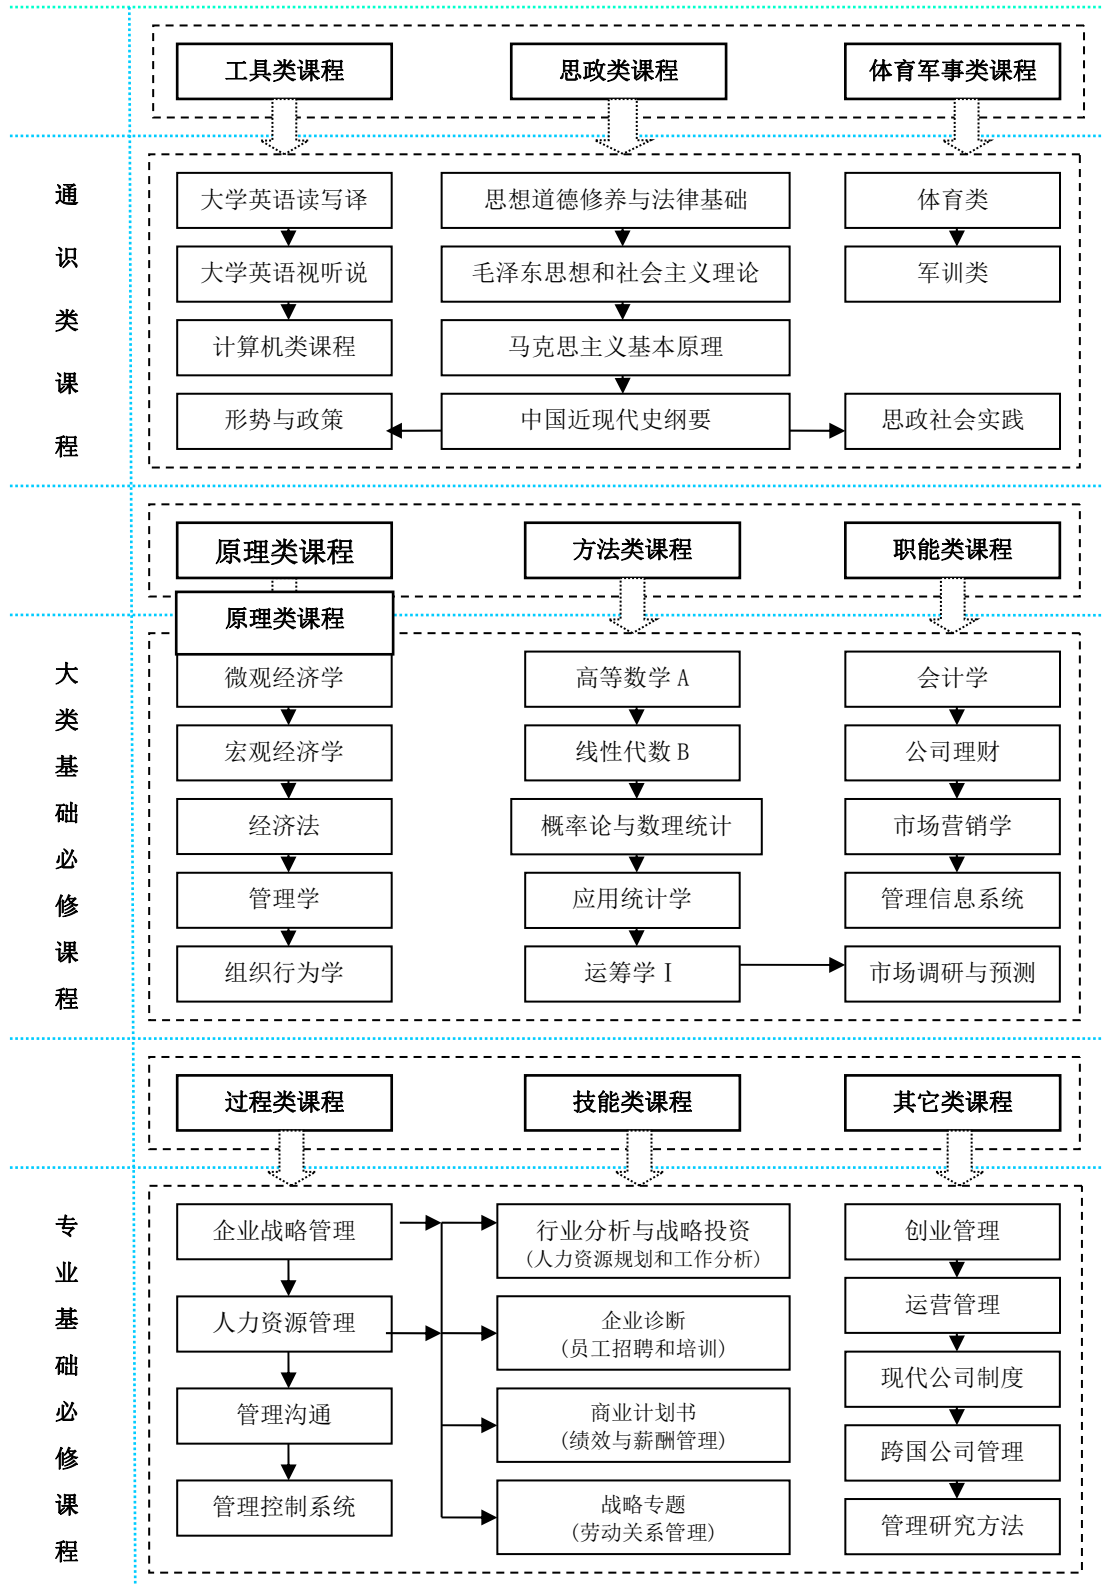 工具类课程
思政类课程
体育军事类课程
通识类课程
大学英语读写译
思想道德修养与法律基础
体育类
大学英语视听说
毛泽东思想和社会主义理论
军训类
计算机类课程
马克思主义基本原理
形势与政策
中国近现代史纲要
思政社会实践
原理类课程
方法类课程
职能类课程
原理类课程
大类基础必修课程
微观经济学
高等数学 A
会计学
宏观经济学
线性代数 B
公司理财
经济法
概率论与数理统计
市场营销学
管理学
应用统计学
管理信息系统
组织行为学
运筹学 I
市场调研与预测
过程类课程
技能类课程
其它类课程
专业基础必修课程
企业战略管理
行业分析与战略投资
(人力资源规划和工作分析)
创业管理
人力资源管理
企业诊断
(员工招聘和培训)
运营管理
现代公司制度
管理沟通
商业计划书
(绩效与薪酬管理)
跨国公司管理
管理控制系统
战略专题
(劳动关系管理)
管理研究方法